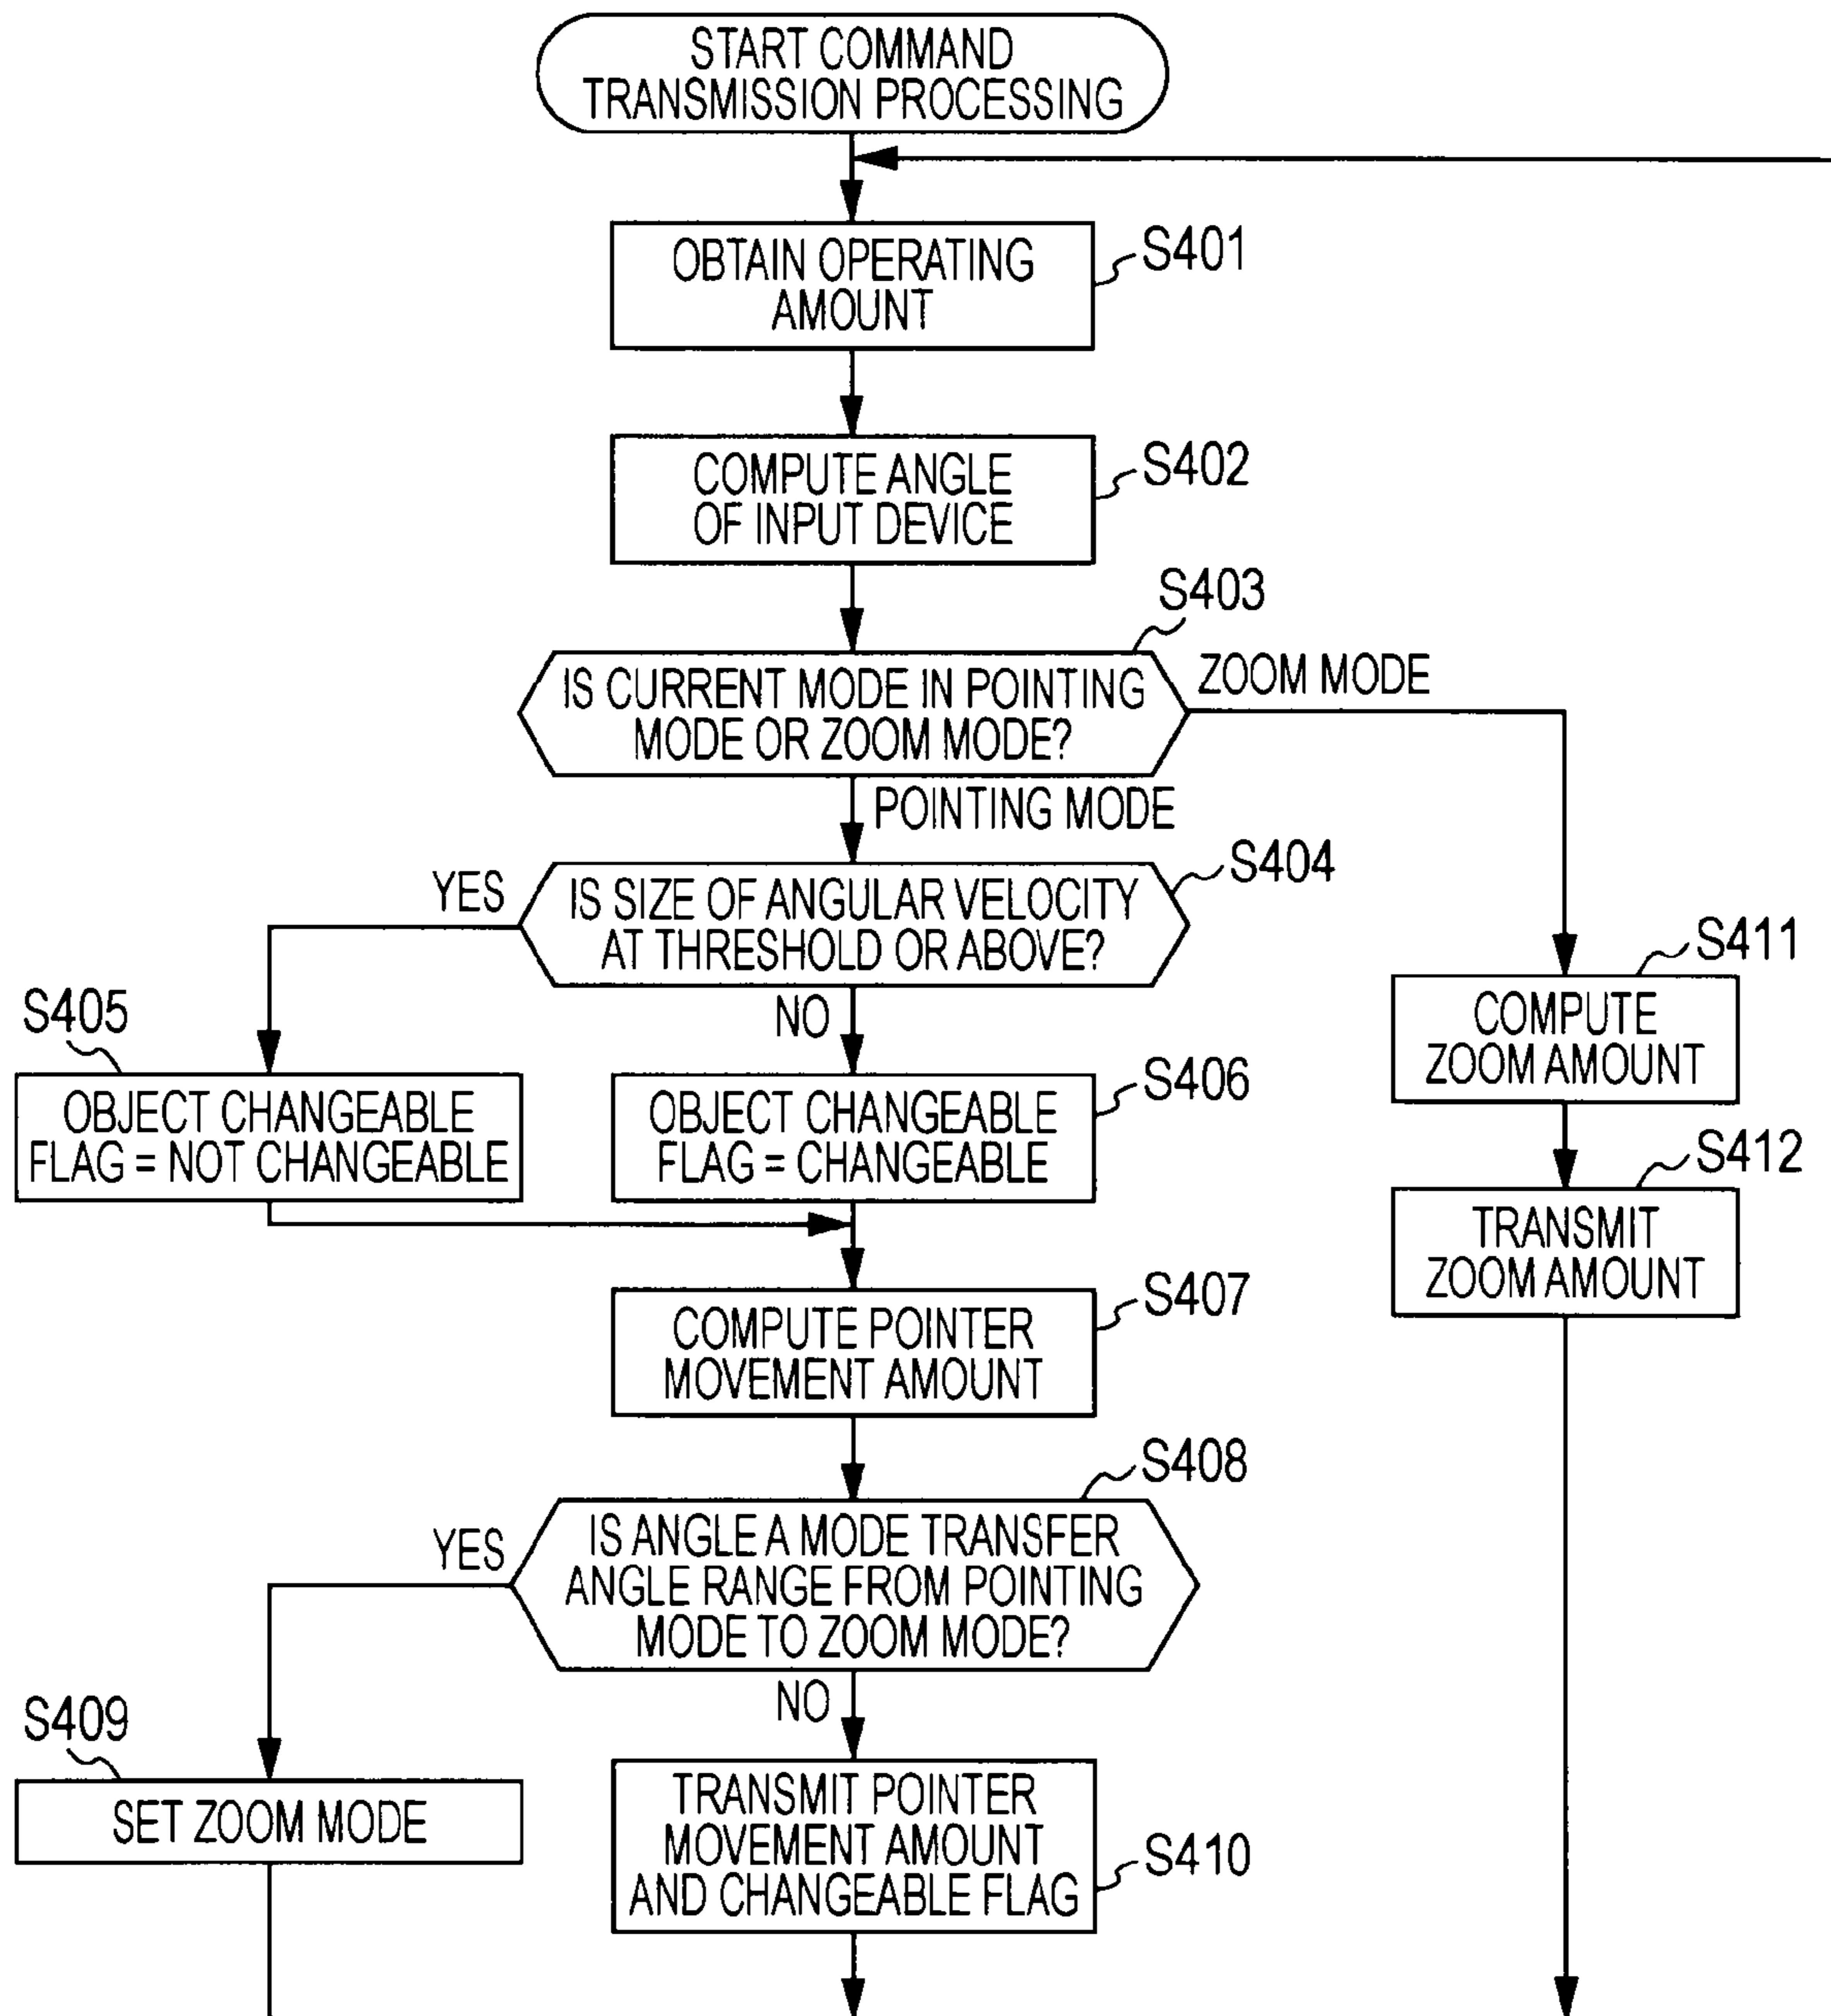 START COMMAND
TRANSMISSION PROCESSING
OBTAIN OPERATING
AMOUNT
S401
COMPUTE ANGLE
OF INPUT DEVICE
S402
S403
IS CURRENT MODE IN POINTING
MODE OR ZOOM MODE?
ZOOM MODE
POINTING MODE
S404
YES
IS SIZE OF ANGULAR VELOCITY
AT THRESHOLD OR ABOVE?
NO
S405
OBJECT CHANGEABLE
FLAG = NOT CHANGEABLE
S406
OBJECT CHANGEABLE
FLAG = CHANGEABLE
S411
COMPUTE
ZOOM AMOUNT
S412
TRANSMIT
ZOOM AMOUNT
S407
COMPUTE POINTER
MOVEMENT AMOUNT
S408
YES
IS ANGLE A MODE TRANSFER
ANGLE RANGE FROM POINTING
MODE TO ZOOM MODE?
NO
S409
SET ZOOM MODE
TRANSMIT POINTER
MOVEMENT AMOUNT
AND CHANGEABLE FLAG
S410